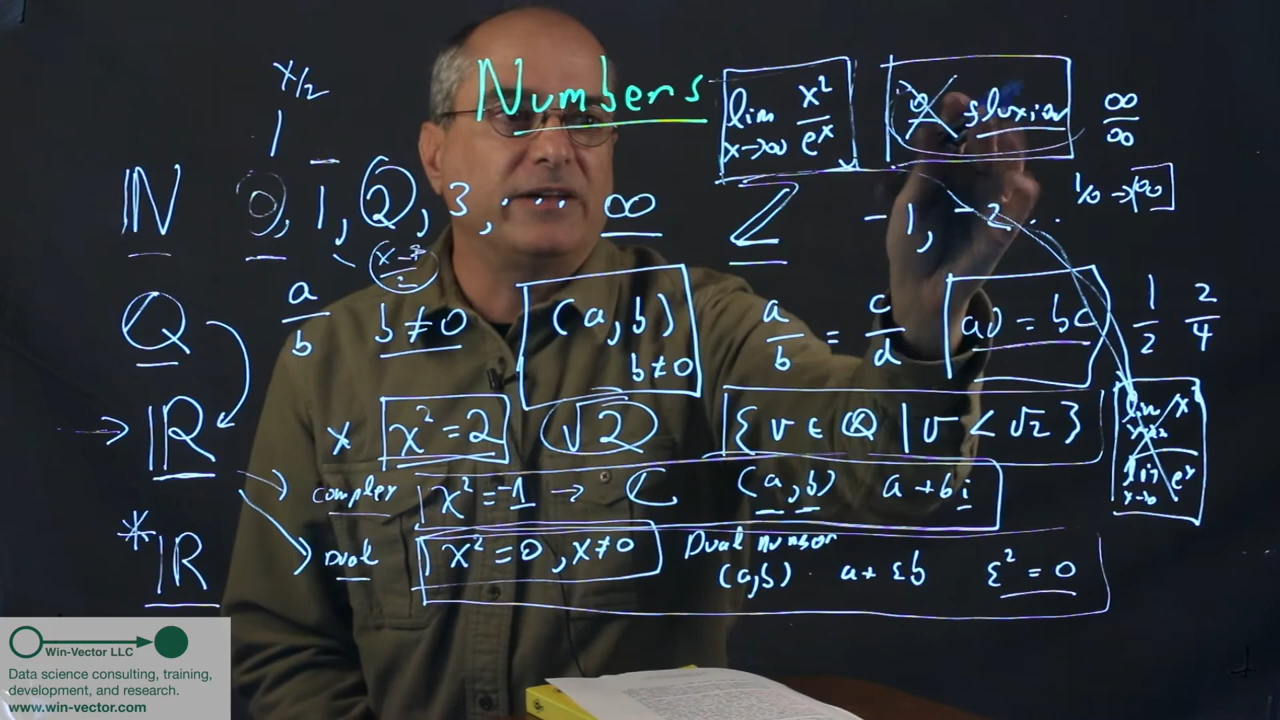 x/2
1
Numbers
lim x→∞ x²/eˣ
fluxion
∞/∞
1/0 → ∞
ℕ 0, 1, 2, 3, ... ∞ ℤ -1, -2 ...
ℚ a/b b≠0 (a,b) b≠0 a/b = c/d ad = bc 1/2 2/4
→ ℝ x x²=2 √2 {v ∈ ℚ | v < √2}
complex x²=-1 → ℂ (a,b) a+bi
*ℝ
Dual x²=0, x≠0 Dual number
(a,b) a+εb ε²=0
Win-Vector LLC
Data science consulting, training,
development, and research.
www.win-vector.com